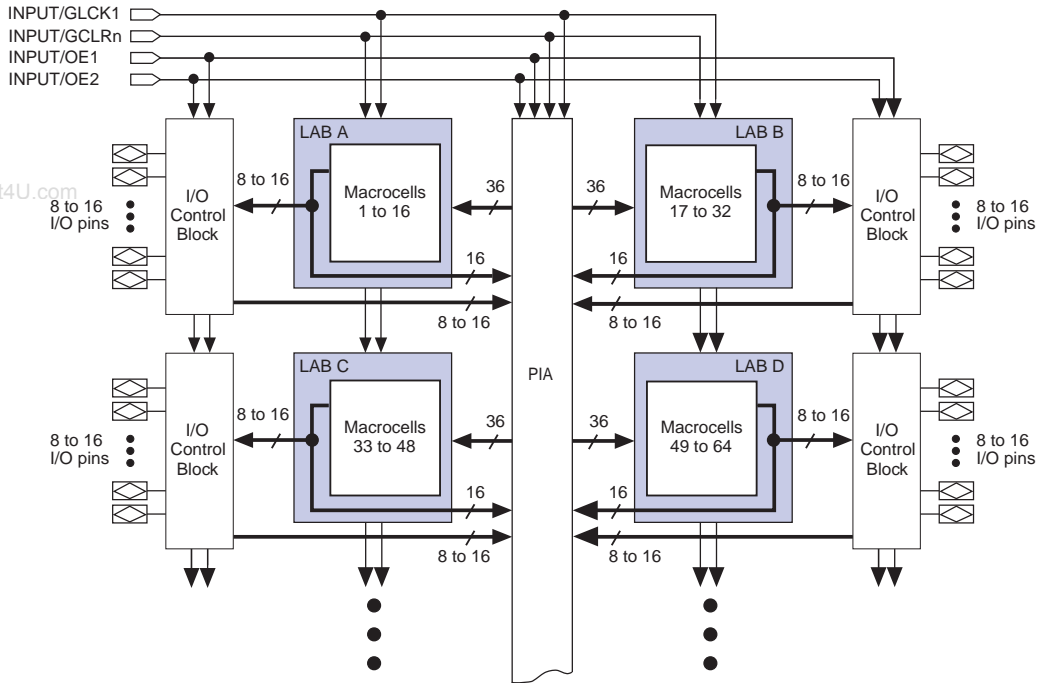 INPUT/GLCK1
INPUT/GCLRn
INPUT/OE1
INPUT/OE2
LAB A
LAB B
8 to 16
I/O pins
I/O
Control
Block
8 to 16
Macrocells
1 to 16
36
36
Macrocells
17 to 32
8 to 16
I/O
Control
Block
8 to 16
I/O pins
16
16
8 to 16
8 to 16
t4U.com
LAB C
PIA
LAB D
8 to 16
I/O pins
I/O
Control
Block
8 to 16
Macrocells
33 to 48
36
36
Macrocells
49 to 64
8 to 16
I/O
Control
Block
8 to 16
I/O pins
16
16
8 to 16
8 to 16